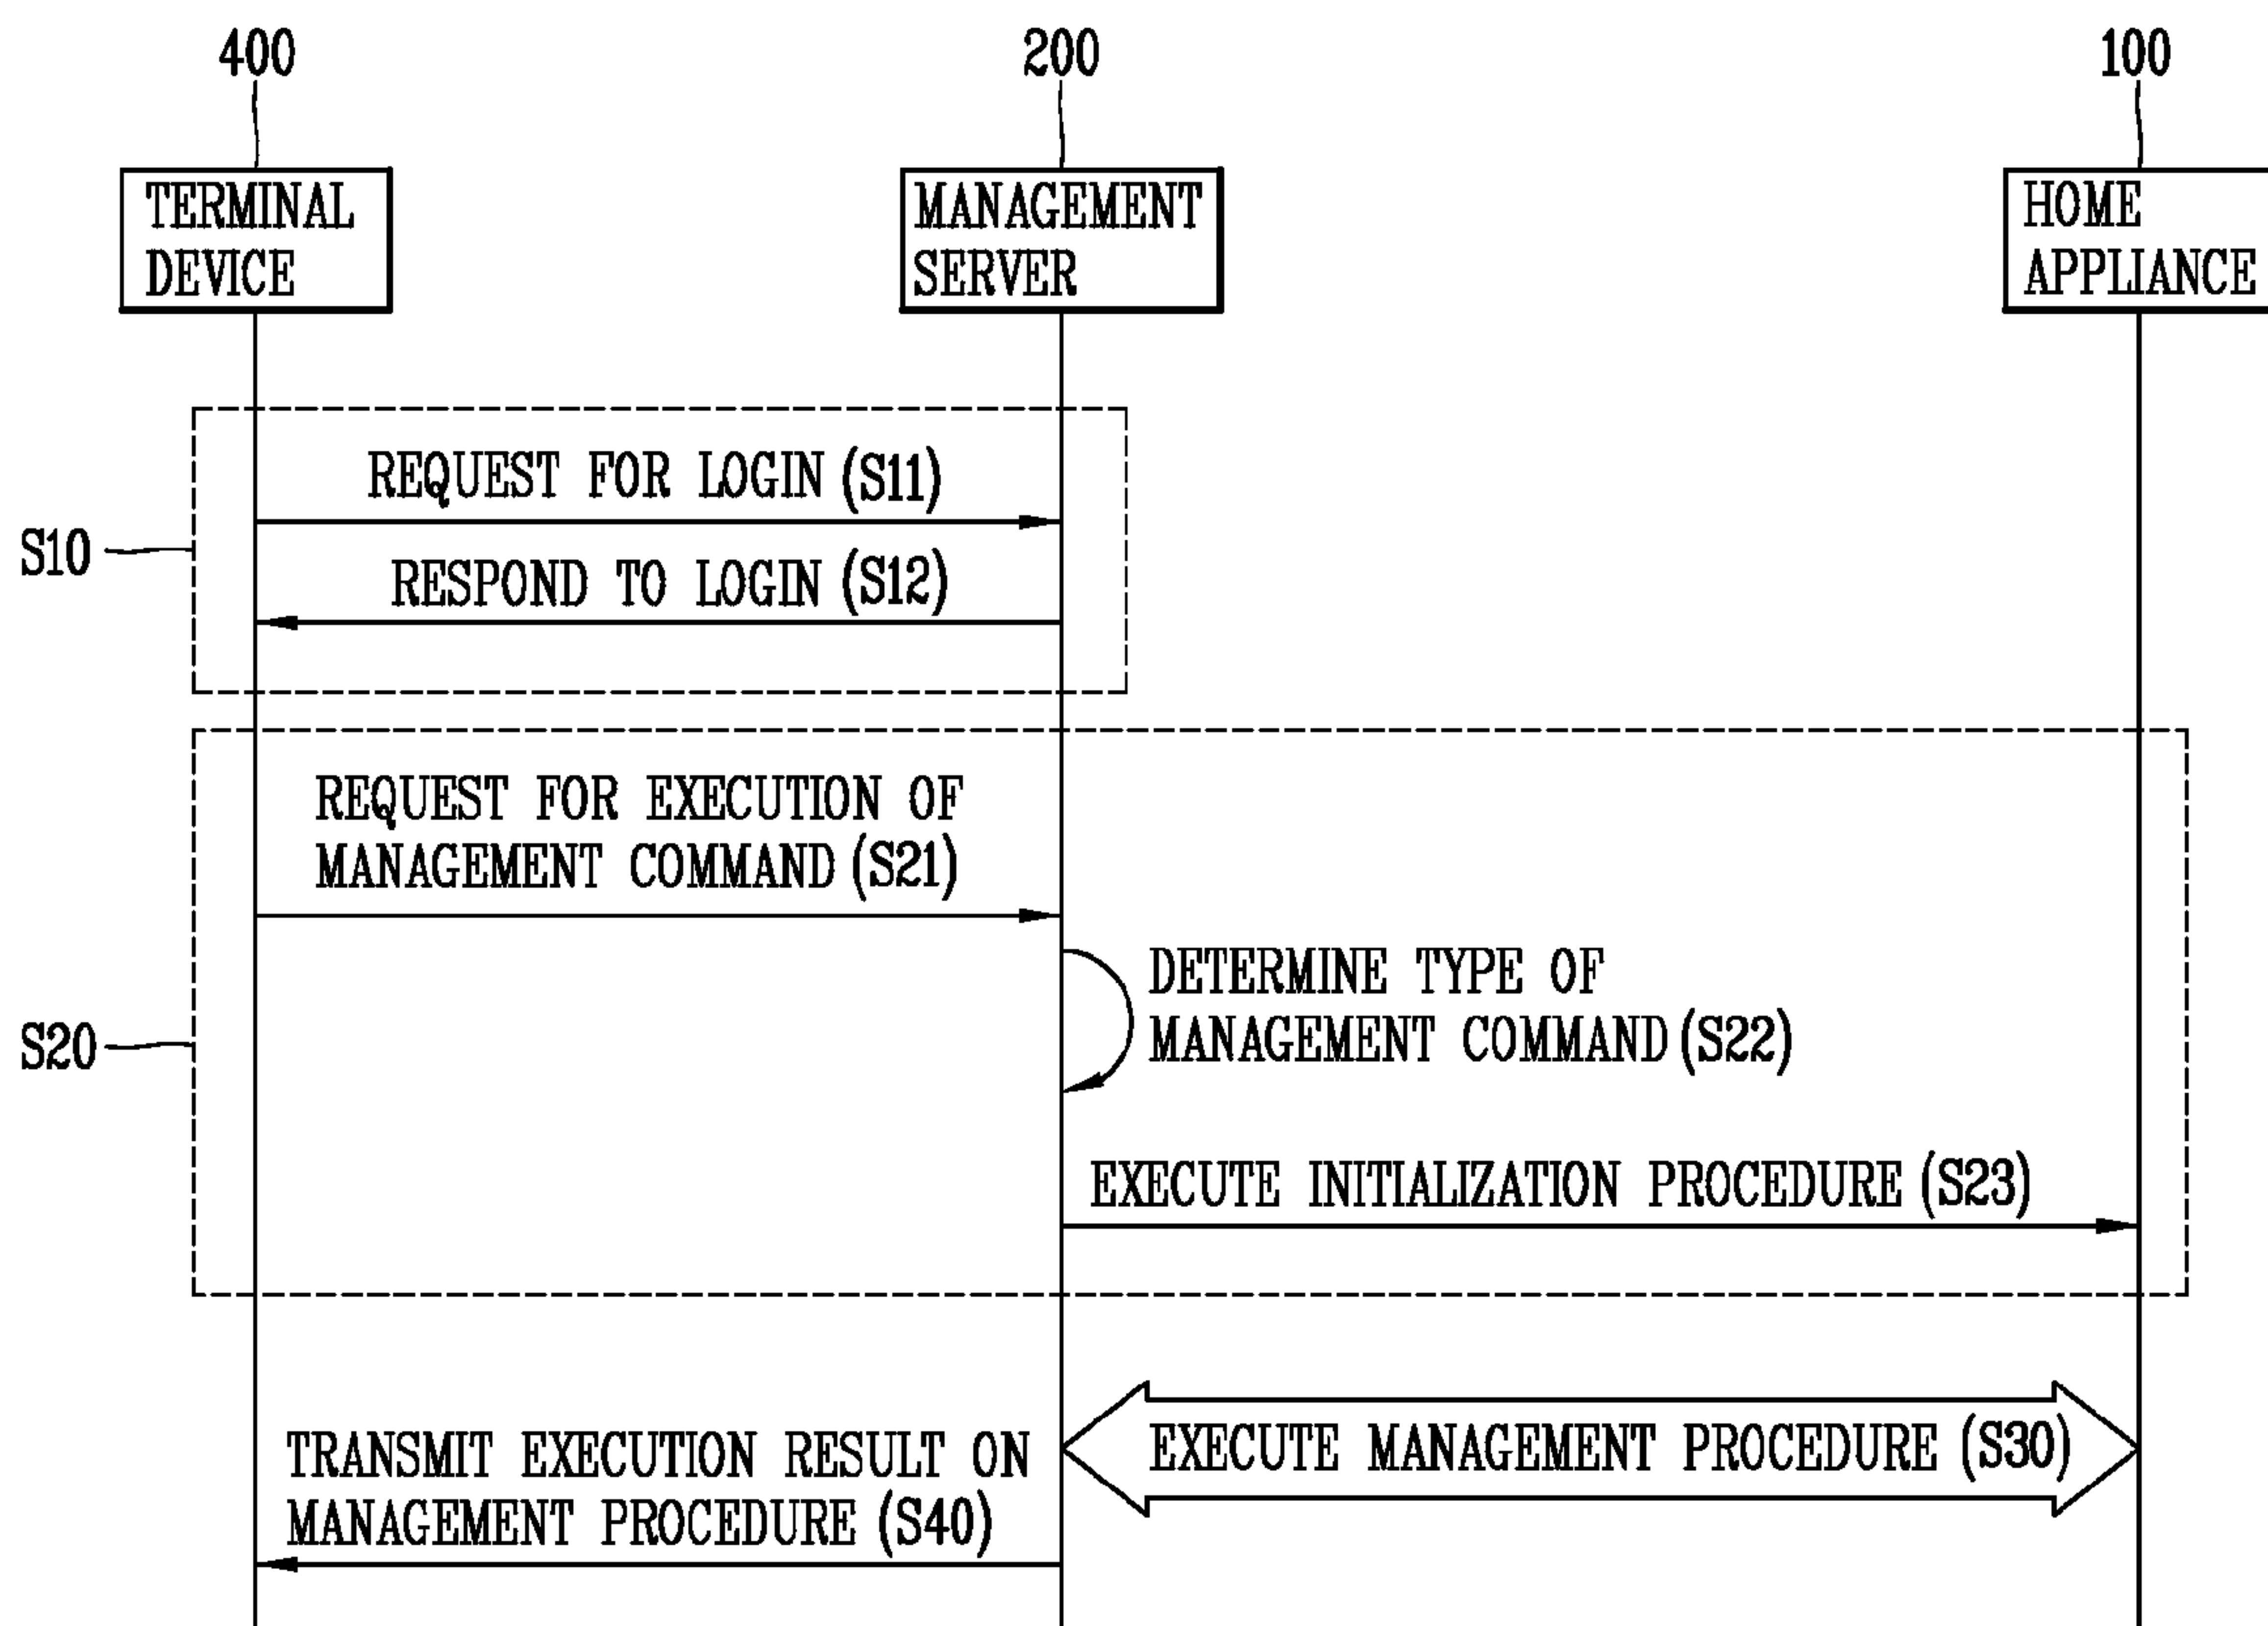 400
200
100
TERMINAL
DEVICE
MANAGEMENT
SERVER
HOME
APPLIANCE
REQUEST FOR LOGIN (S11)
S10
RESPOND TO LOGIN (S12)
REQUEST FOR EXECUTION OF
MANAGEMENT COMMAND (S21)
DETERMINE TYPE OF
MANAGEMENT COMMAND (S22)
S20
EXECUTE INITIALIZATION PROCEDURE (S23)
EXECUTE MANAGEMENT PROCEDURE (S30)
TRANSMIT EXECUTION RESULT ON
MANAGEMENT PROCEDURE (S40)